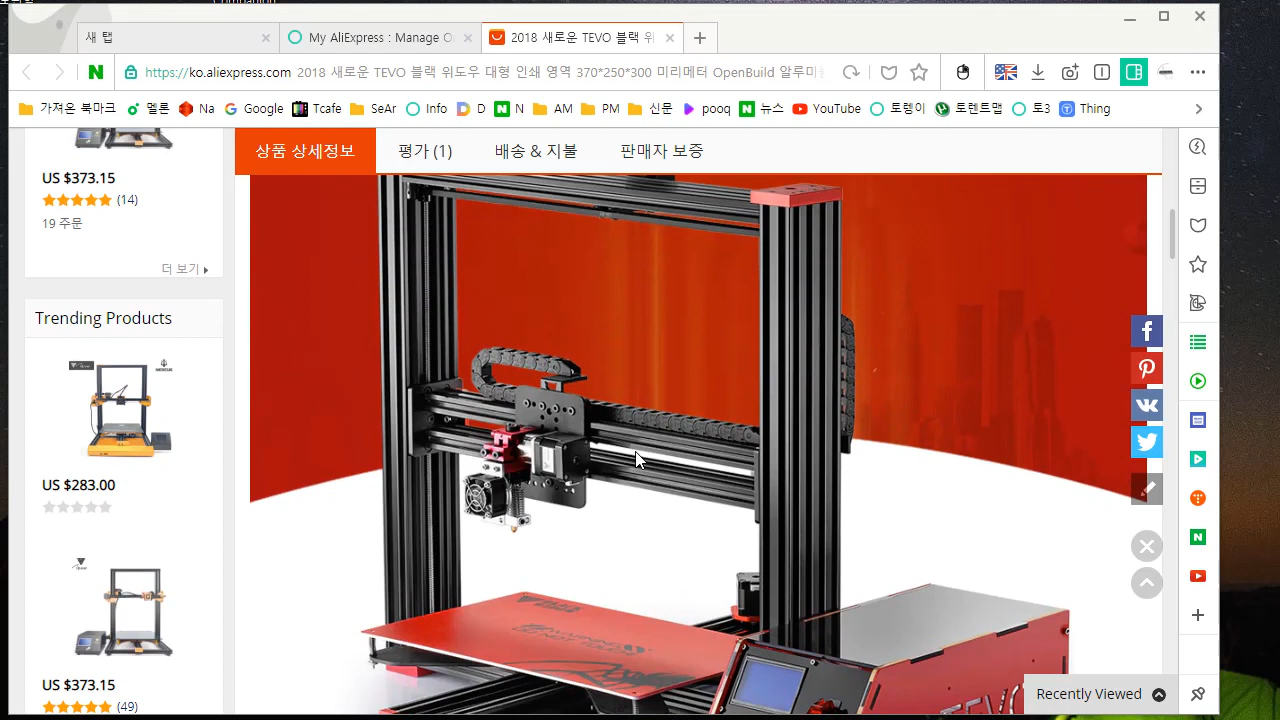 새 탭
My AliExpress : Manage O
2018 새로운 TEVO 블랙 위
https://ko.aliexpress.com 2018 새로운 TEVO 블랙 위도우 대형 인쇄 영역 370*250*300 미리메터 OpenBuild 알루미
가져온 북마크 멜론 Na Google Tcafe SeAr Info D N AM PM 신문 pooq 뉴스 YouTube 토렝이 토렌트맵 토3 Thing
상품 상세정보 평가 (1) 배송 & 지불 판매자 보증
US $373.15
(14)
19 주문
더 보기
Trending Products
US $283.00
US $373.15
(49)
Recently Viewed